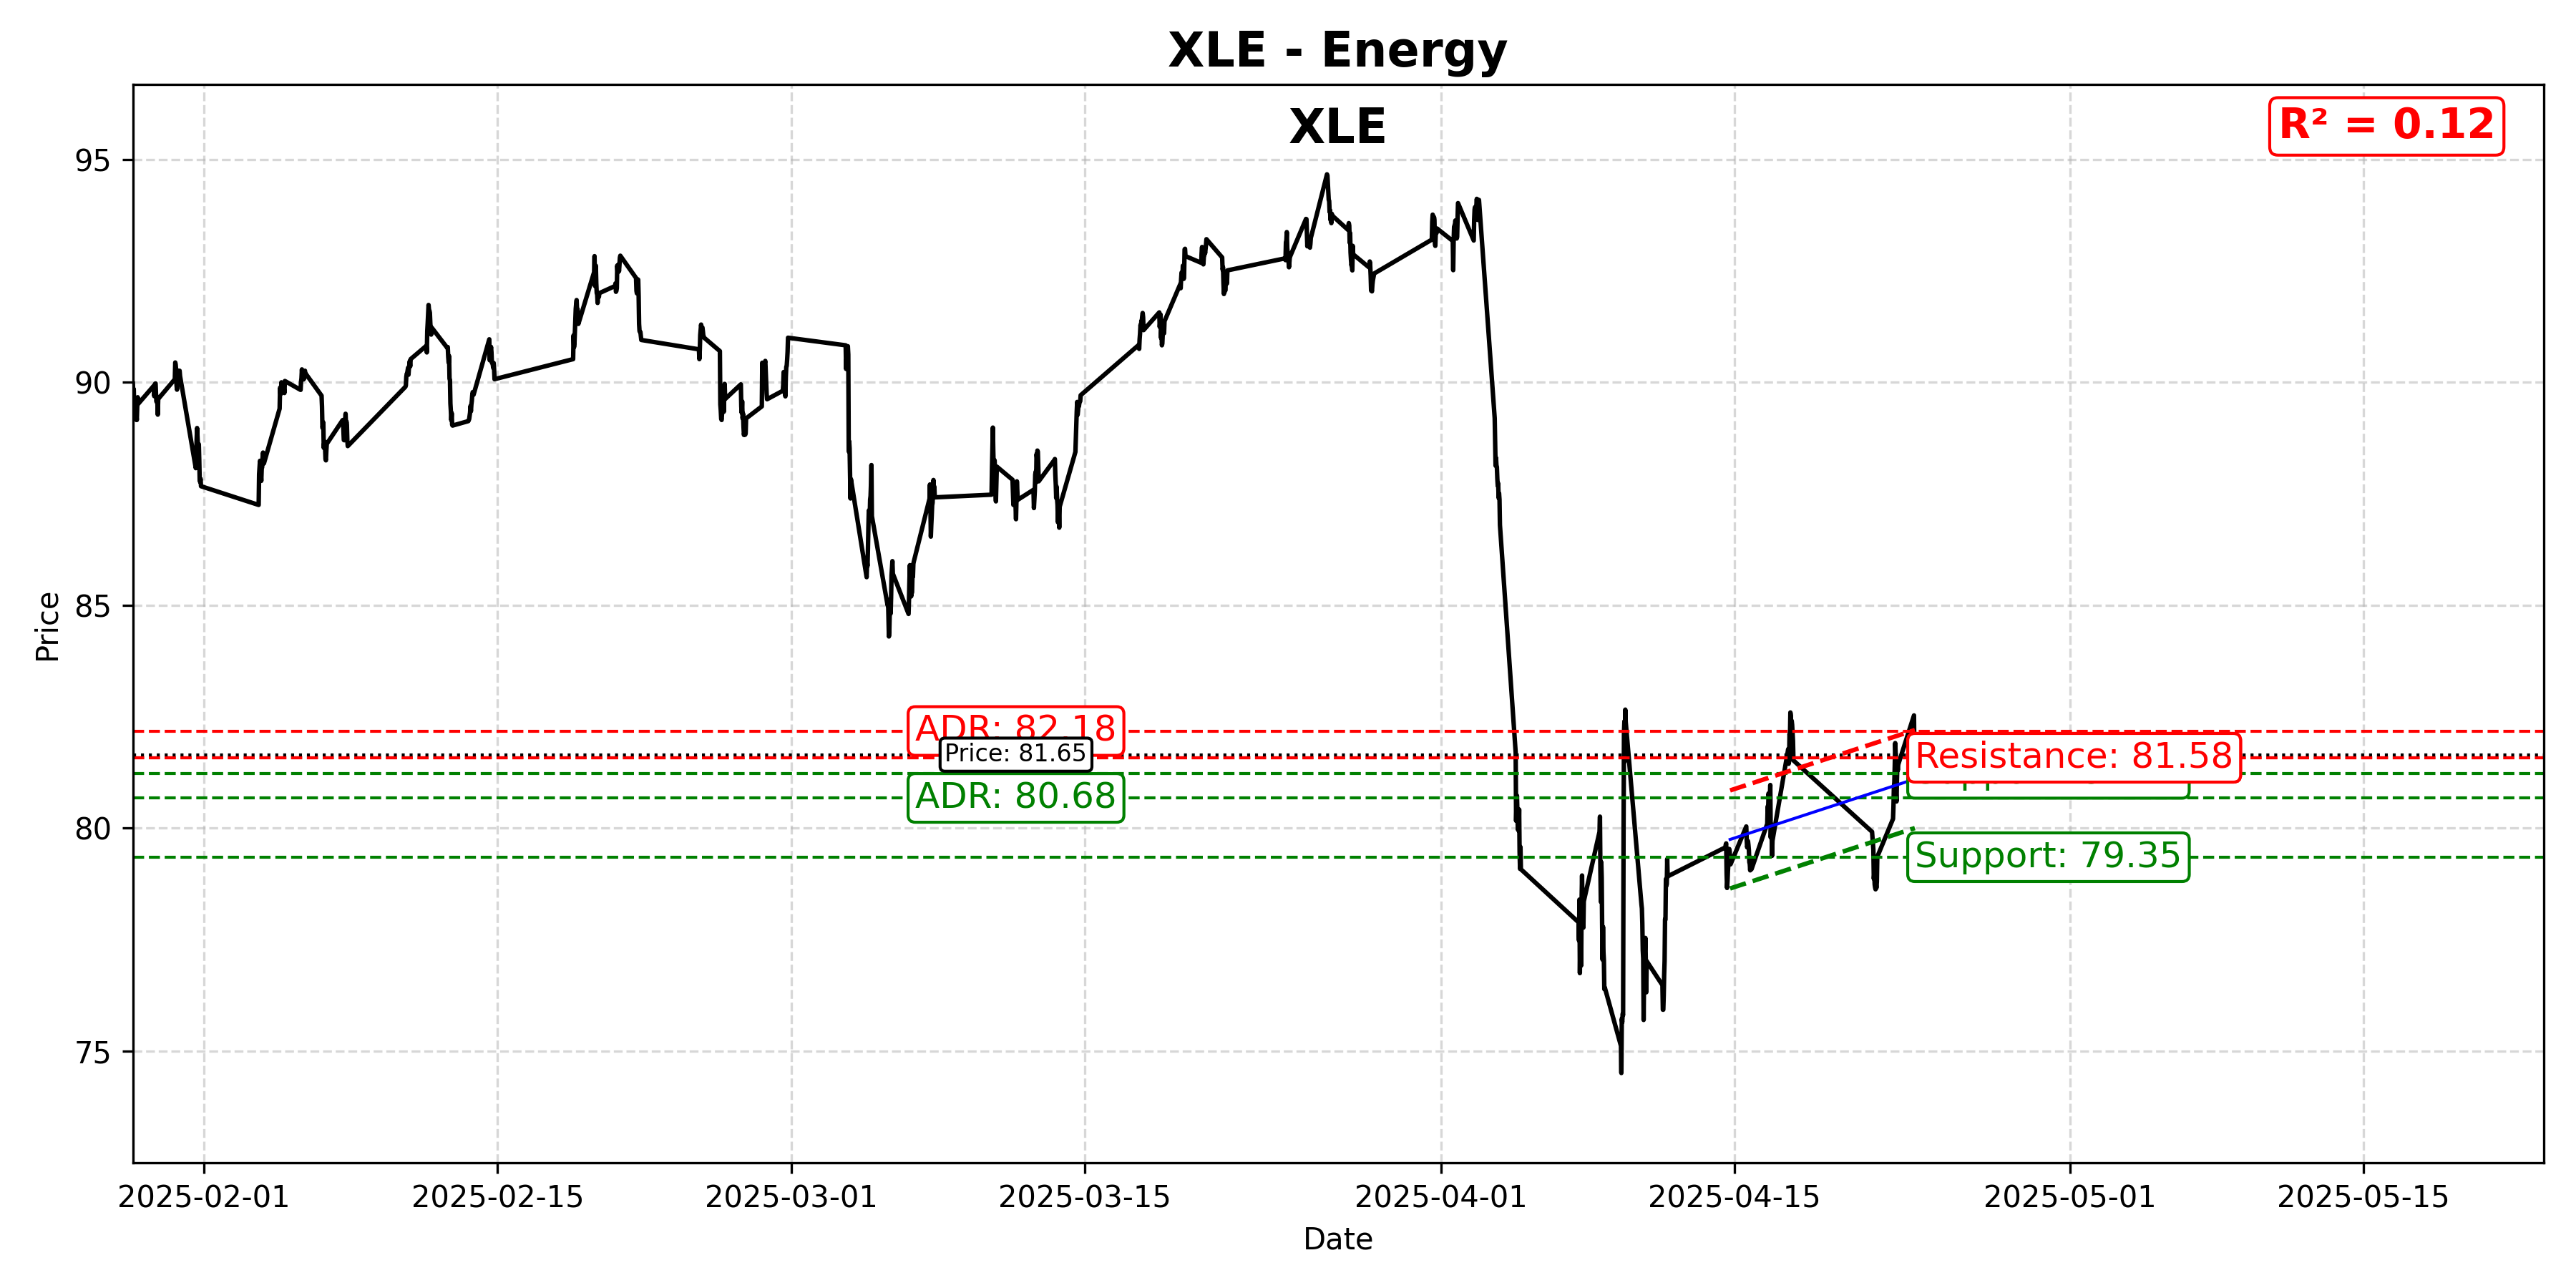 XLE - Energy
XLE
R² = 0.12
95
90
85
80
75
Price
ADR: 82.18
Price: 81.65
ADR: 80.68
Resistance: 81.58
Support: 79.35
2025-02-01
2025-02-15
2025-03-01
2025-03-15
2025-04-01
2025-04-15
2025-05-01
2025-05-15
Date